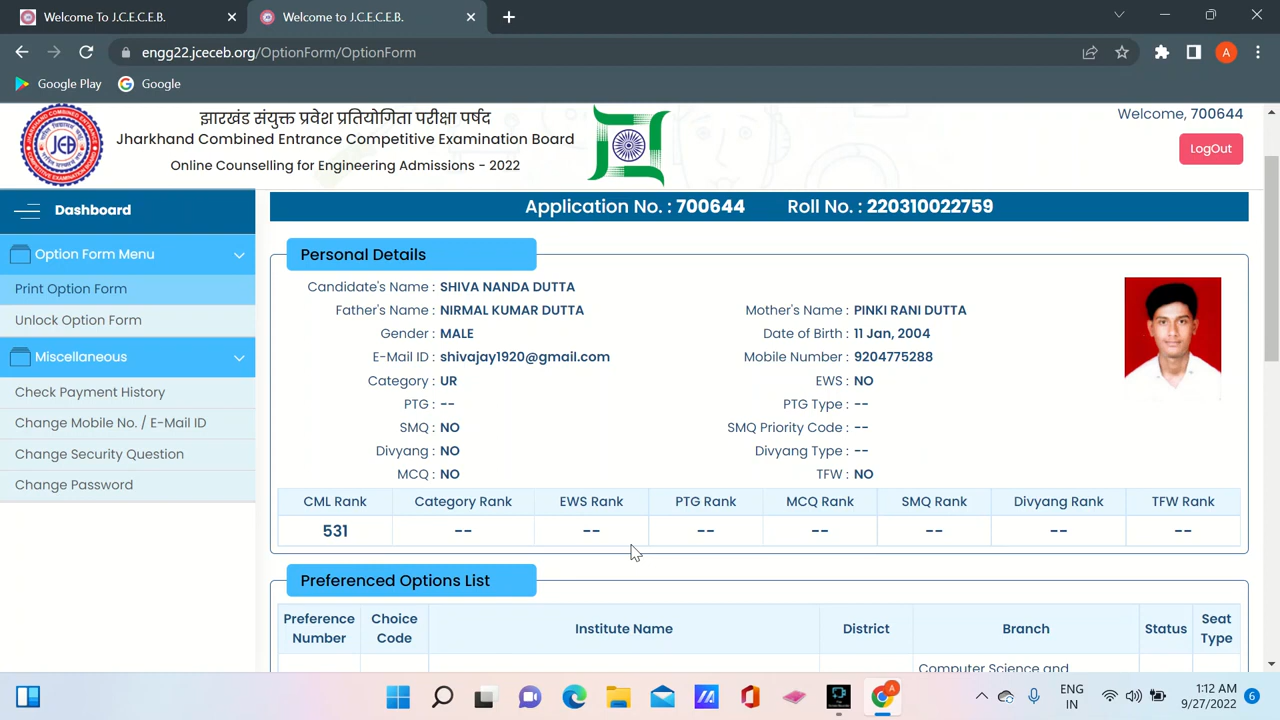 Welcome To J.C.E.C.E.B.
Welcome to J.C.E.C.E.B.
engg22.jceceb.org/OptionForm/OptionForm
A
Google Play
Google
झारखंड संयुक्त प्रवेश प्रतियोगिता परीक्षा पर्षद
Jharkhand Combined Entrance Competitive Examination Board
Online Counselling for Engineering Admissions - 2022
JCEB
Welcome, 700644
LogOut
Dashboard
Option Form Menu
Print Option Form
Unlock Option Form
Miscellaneous
Check Payment History
Change Mobile No. / E-Mail ID
Change Security Question
Change Password
Application No. : 700644 Roll No. : 220310022759
Personal Details
Candidate's Name : SHIVA NANDA DUTTA
Father's Name : NIRMAL KUMAR DUTTA Mother's Name : PINKI RANI DUTTA
Gender : MALE Date of Birth : 11 Jan, 2004
E-Mail ID : shivajay1920@gmail.com Mobile Number : 9204775288
Category : UR EWS : NO
PTG : -- PTG Type : --
SMQ : NO SMQ Priority Code : --
Divyang : NO Divyang Type : --
MCQ : NO TFW : NO
CML Rank Category Rank EWS Rank PTG Rank MCQ Rank SMQ Rank Divyang Rank TFW Rank
531 -- -- -- -- -- -- --
Preferenced Options List
Preference Number Choice Code Institute Name District Branch Status Seat Type
Computer Science and
A
ENG
IN
1:12 AM
9/27/2022
6